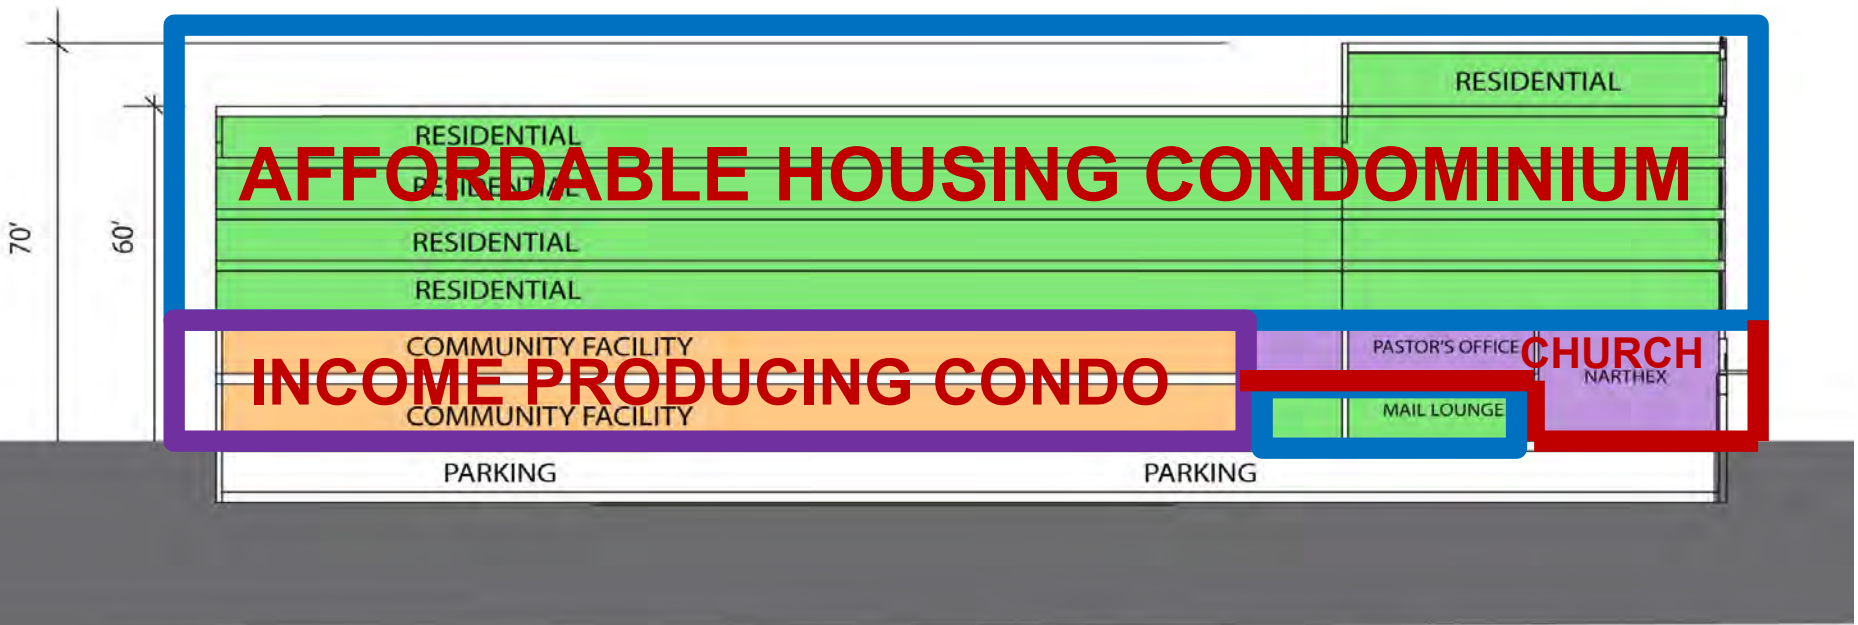 RESIDENTIAL
RESIDENTIAL
AFFORDABLE HOUSING CONDOMINIUM
RESIDENTIAL
70'
60'
RESIDENTIAL
RESIDENTIAL
COMMUNITY FACILITY
PASTOR'S OFFICE
CHURCH
NARTHEX
INCOME PRODUCING CONDO
COMMUNITY FACILITY
MAIL LOUNGE
PARKING
PARKING